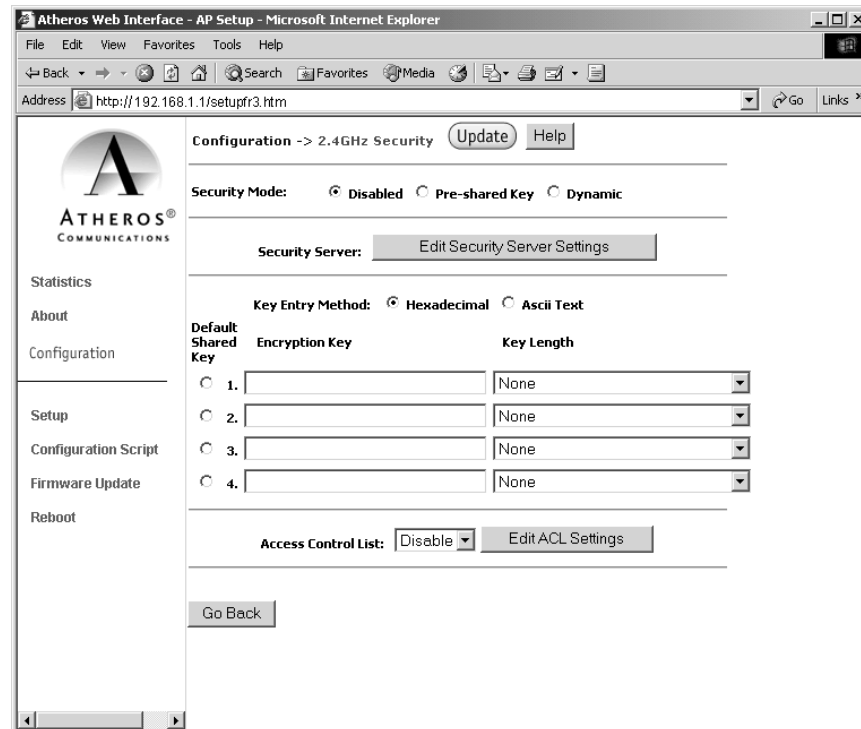 Atheros Web Interface - AP Setup - Microsoft Internet Explorer
File Edit View Favorites Tools Help
Back Search Favorites Media
Address http://192.168.1.1/setupfr3.htm Go Links »
ATHEROS®
COMMUNICATIONS
Statistics
About
Configuration
Setup
Configuration Script
Firmware Update
Reboot
Configuration -> 2.4GHz Security Update Help
Security Mode: Disabled Pre-shared Key Dynamic
Security Server: Edit Security Server Settings
Key Entry Method: Hexadecimal Ascii Text
Default Shared Key Encryption Key Key Length
1. None
2. None
3. None
4. None
Access Control List: Disable Edit ACL Settings
Go Back